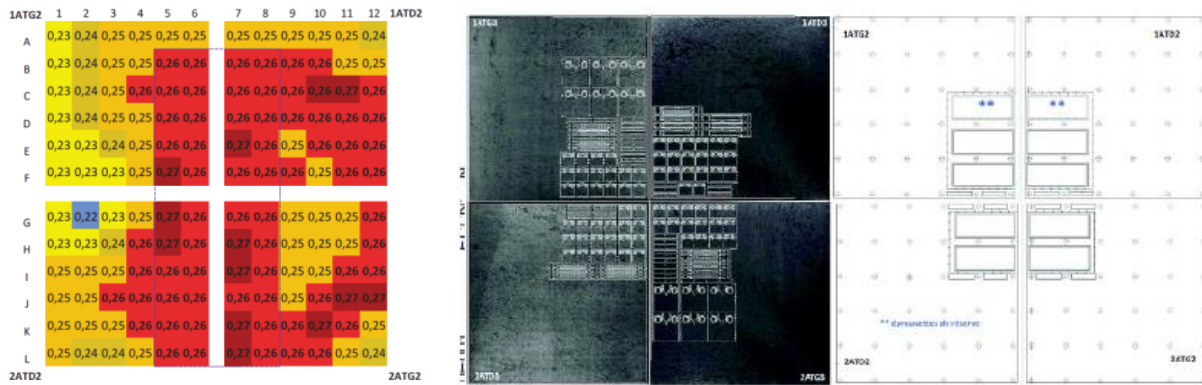 1ATG2 1 2 3 4 5 6 7 8 9 10 11 12 1ATD2
A 0,23 0,24 0,25 0,25 0,25 0,25 0,25 0,25 0,25 0,25 0,25 0,24
B 0,23 0,24 0,25 0,25 0,26 0,26 0,26 0,26 0,26 0,26 0,25 0,25
C 0,23 0,24 0,25 0,26 0,26 0,26 0,26 0,26 0,26 0,26 0,27 0,26
D 0,23 0,24 0,25 0,25 0,26 0,26 0,26 0,26 0,26 0,26 0,26 0,26
E 0,23 0,23 0,24 0,25 0,26 0,26 0,27 0,26 0,25 0,26 0,26 0,26
F 0,23 0,23 0,23 0,25 0,27 0,26 0,26 0,26 0,26 0,25 0,26 0,26
G 0,23 0,22 0,23 0,25 0,27 0,26 0,26 0,26 0,25 0,25 0,25 0,26
H 0,23 0,23 0,24 0,26 0,27 0,26 0,27 0,26 0,25 0,25 0,25 0,26
I 0,25 0,25 0,25 0,26 0,26 0,26 0,27 0,26 0,25 0,25 0,26 0,26
J 0,25 0,25 0,26 0,26 0,26 0,26 0,26 0,26 0,25 0,26 0,27 0,27
K 0,25 0,25 0,25 0,26 0,26 0,26 0,27 0,26 0,26 0,27 0,26 0,25
L 0,25 0,24 0,24 0,25 0,26 0,26 0,27 0,26 0,26 0,26 0,25 0,24
2ATD2 2ATG2
1ATG3 1ATD3
2ATD3 2ATG3
1ATG2 1ATD2
** **
** éprouvettes de réserve
2ATD2 2ATG2